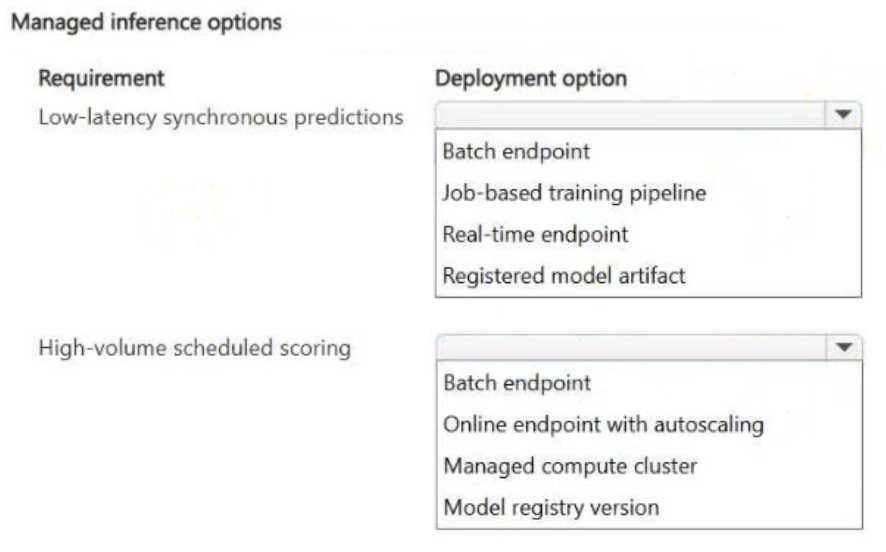 Managed inference options
Requirement Deployment option
Low-latency synchronous predictions
Batch endpoint
Job-based training pipeline
Real-time endpoint
Registered model artifact
High-volume scheduled scoring
Batch endpoint
Online endpoint with autoscaling
Managed compute cluster
Model registry version